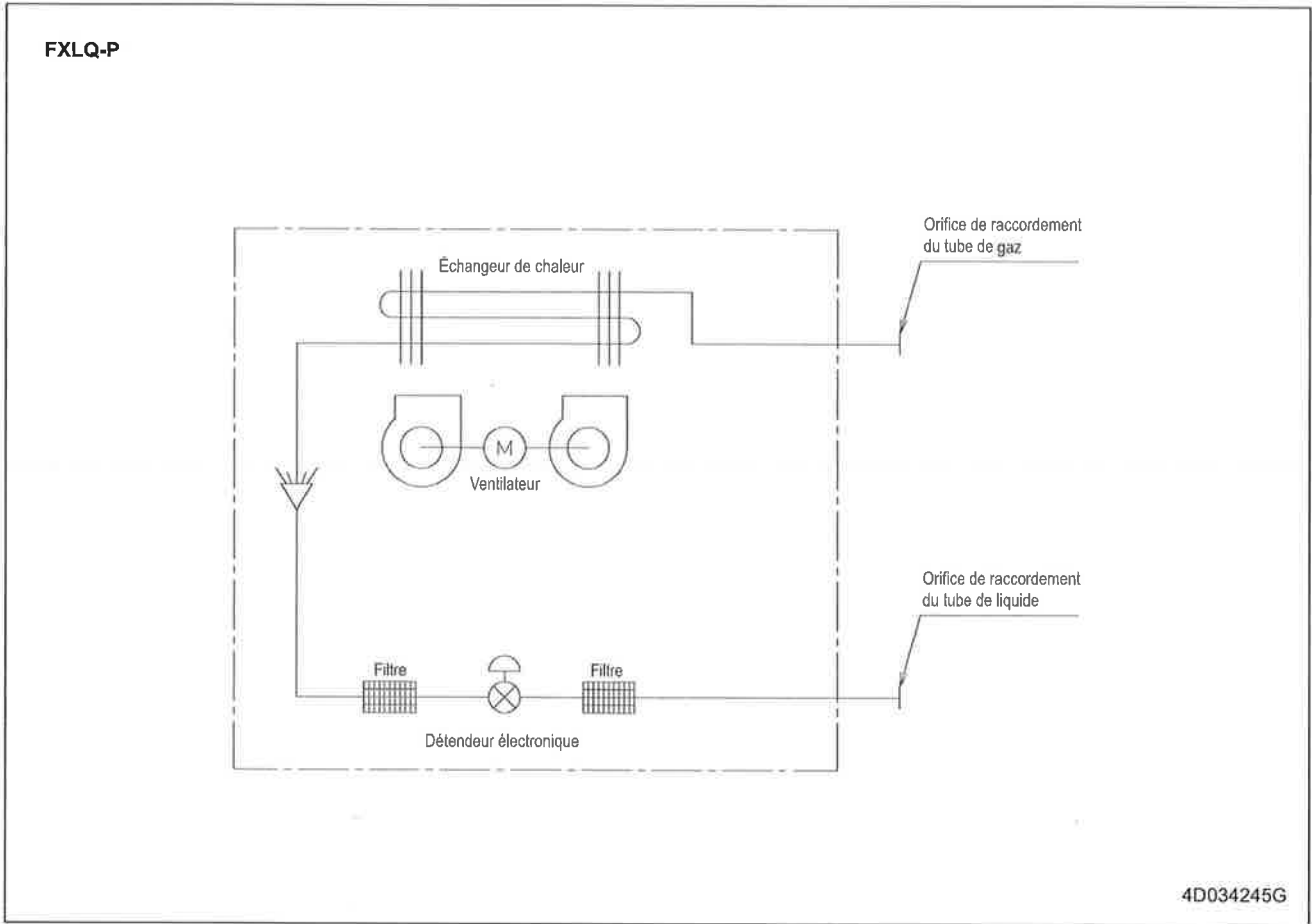 FXLQ-P
Orifice de raccordement
du tube de gaz
Échangeur de chaleur
M
Ventilateur
Orifice de raccordement
du tube de liquide
Filtre
Filtre
Détendeur électronique
4D034245G